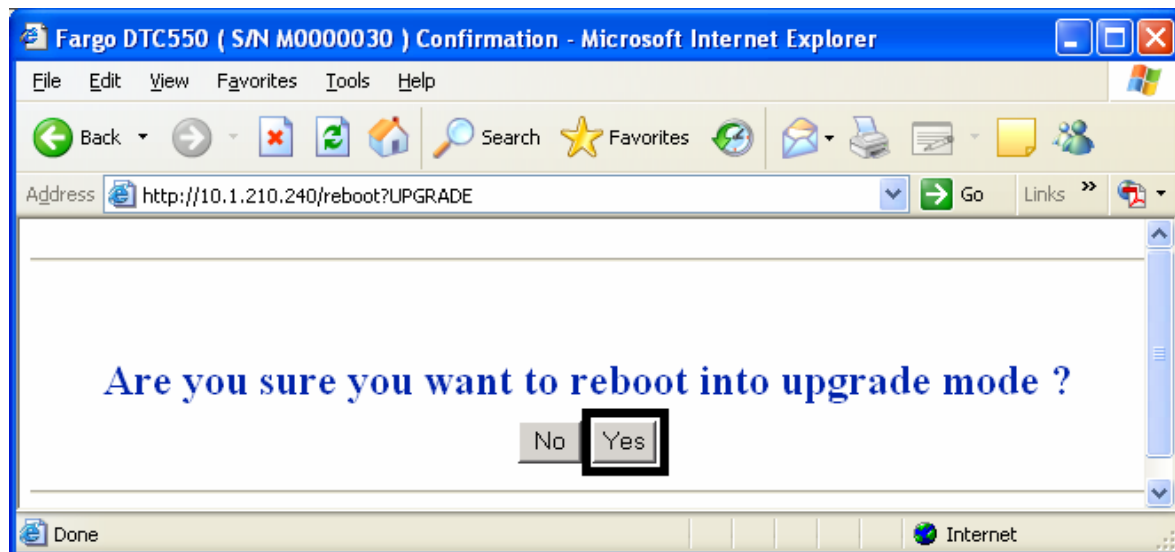 Fargo DTC550 ( S/N M0000030 ) Confirmation - Microsoft Internet Explorer
File Edit View Favorites Tools Help
Back Search Favorites
Address http://10.1.210.240/reboot?UPGRADE Go Links »
Are you sure you want to reboot into upgrade mode ?
No Yes
Done Internet